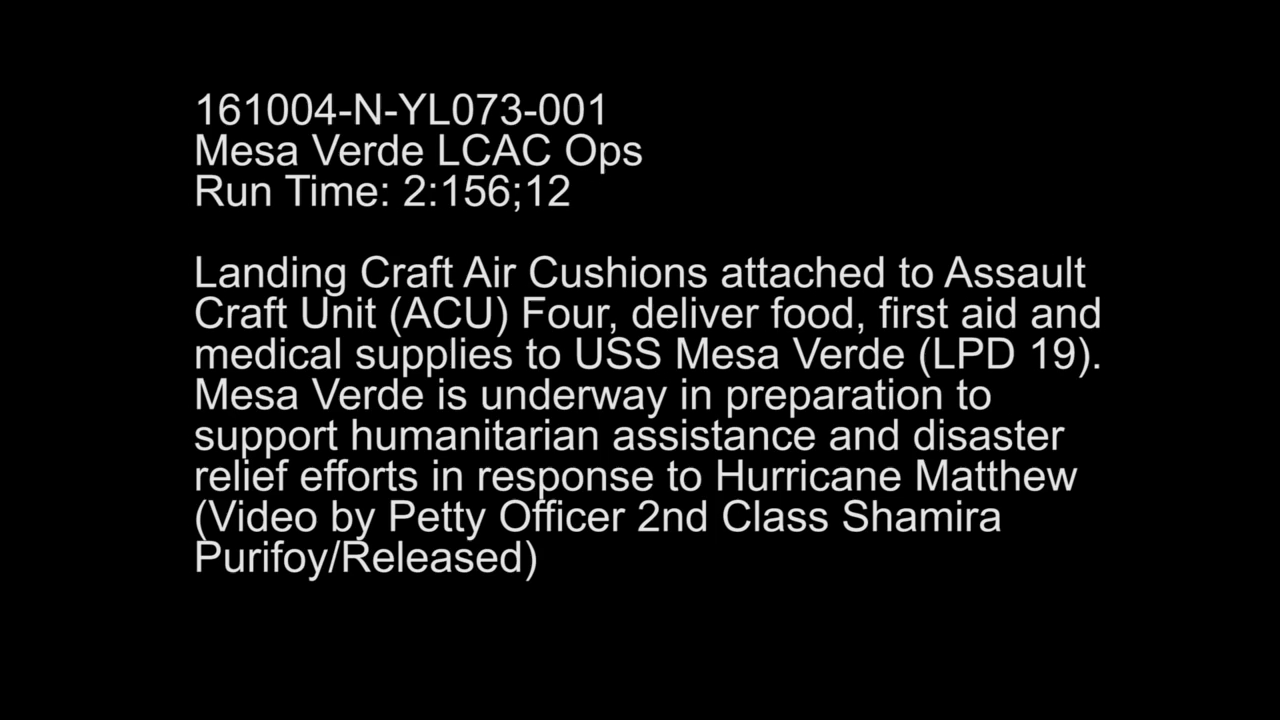 161004-N-YL073-001
Mesa Verde LCAC Ops
Run Time: 2:156;12
Landing Craft Air Cushions attached to Assault
Craft Unit (ACU) Four, deliver food, first aid and
medical supplies to USS Mesa Verde (LPD 19).
Mesa Verde is underway in preparation to
support humanitarian assistance and disaster
relief efforts in response to Hurricane Matthew
(Video by Petty Officer 2nd Class Shamira
Purifoy/Released)